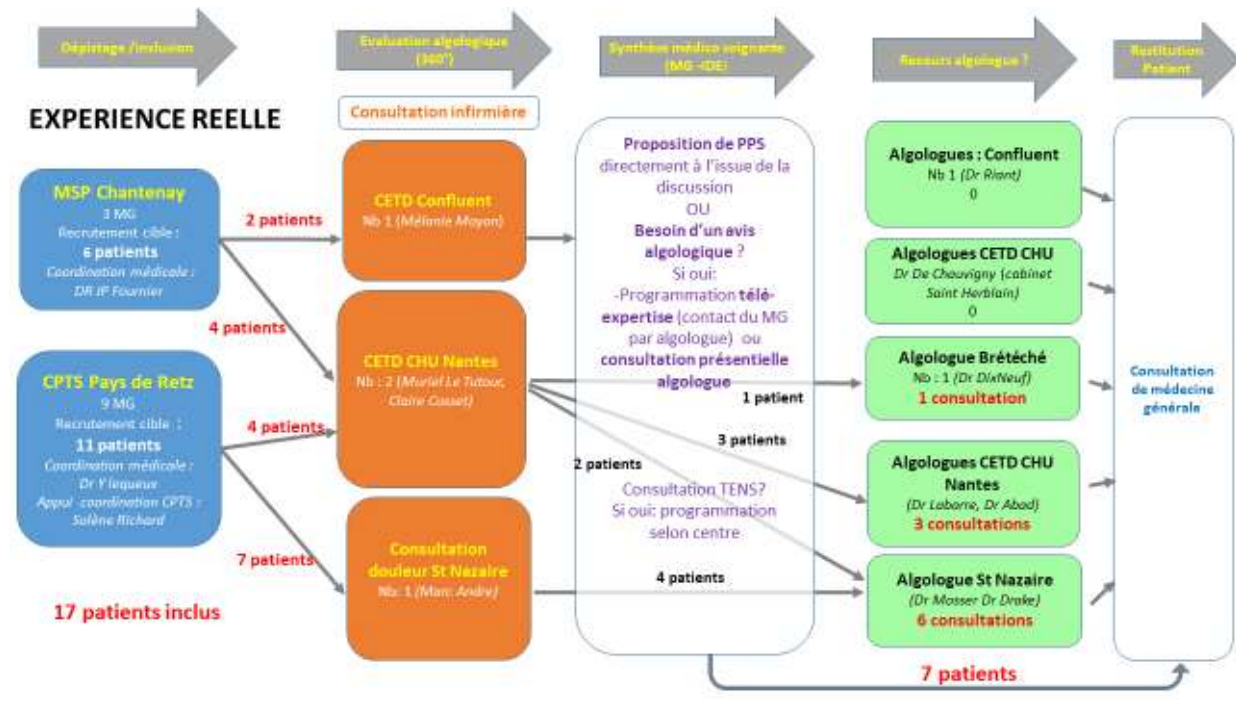 Dépistage /inclusion
Evaluation algologique
(360°)
Synthèse médico soignante
(MG -IDE)
Recours algologue ?
Restitution
Patient
EXPERIENCE REELLE
Consultation infirmière
MSP Chantenay
3 MG
Recrutement cible :
6 patients
Coordination médicale :
DR JP Fournier
CPTS Pays de Retz
9 MG
Recrutement cible :
11 patients
Coordination médicale :
Dr Y lequeux
Appui coordination CPTS :
Solène Richard
17 patients inclus
2 patients
4 patients
4 patients
7 patients
CETD Confluent
Nb 1 (Mélanie Mayon)
CETD CHU Nantes
Nb : 2 (Muriel Le Tutour,
Claire Cosset)
Consultation
douleur St Nazaire
Nb: 1 (Marc Andre)
Proposition de PPS
directement à l'issue de la
discussion
OU
Besoin d'un avis
algologique ?
Si oui:
-Programmation télé-
expertise (contact du MG
par algologue) ou
consultation présentielle
algologue
1 patient
3 patients
2 patients
Consultation TENS?
Si oui: programmation
selon centre
4 patients
Algologues : Confluent
Nb 1 (Dr Riant)
0
Algologues CETD CHU
Dr De Chauvigny (cabinet
Saint Herblain)
0
Algologue Brétéché
Nb : 1 (Dr DixNeuf)
1 consultation
Algologues CETD CHU
Nantes
(Dr Labarre, Dr Abad)
3 consultations
Algologue St Nazaire
(Dr Mosser Dr Drake)
6 consultations
7 patients
Consultation
de médecine
générale